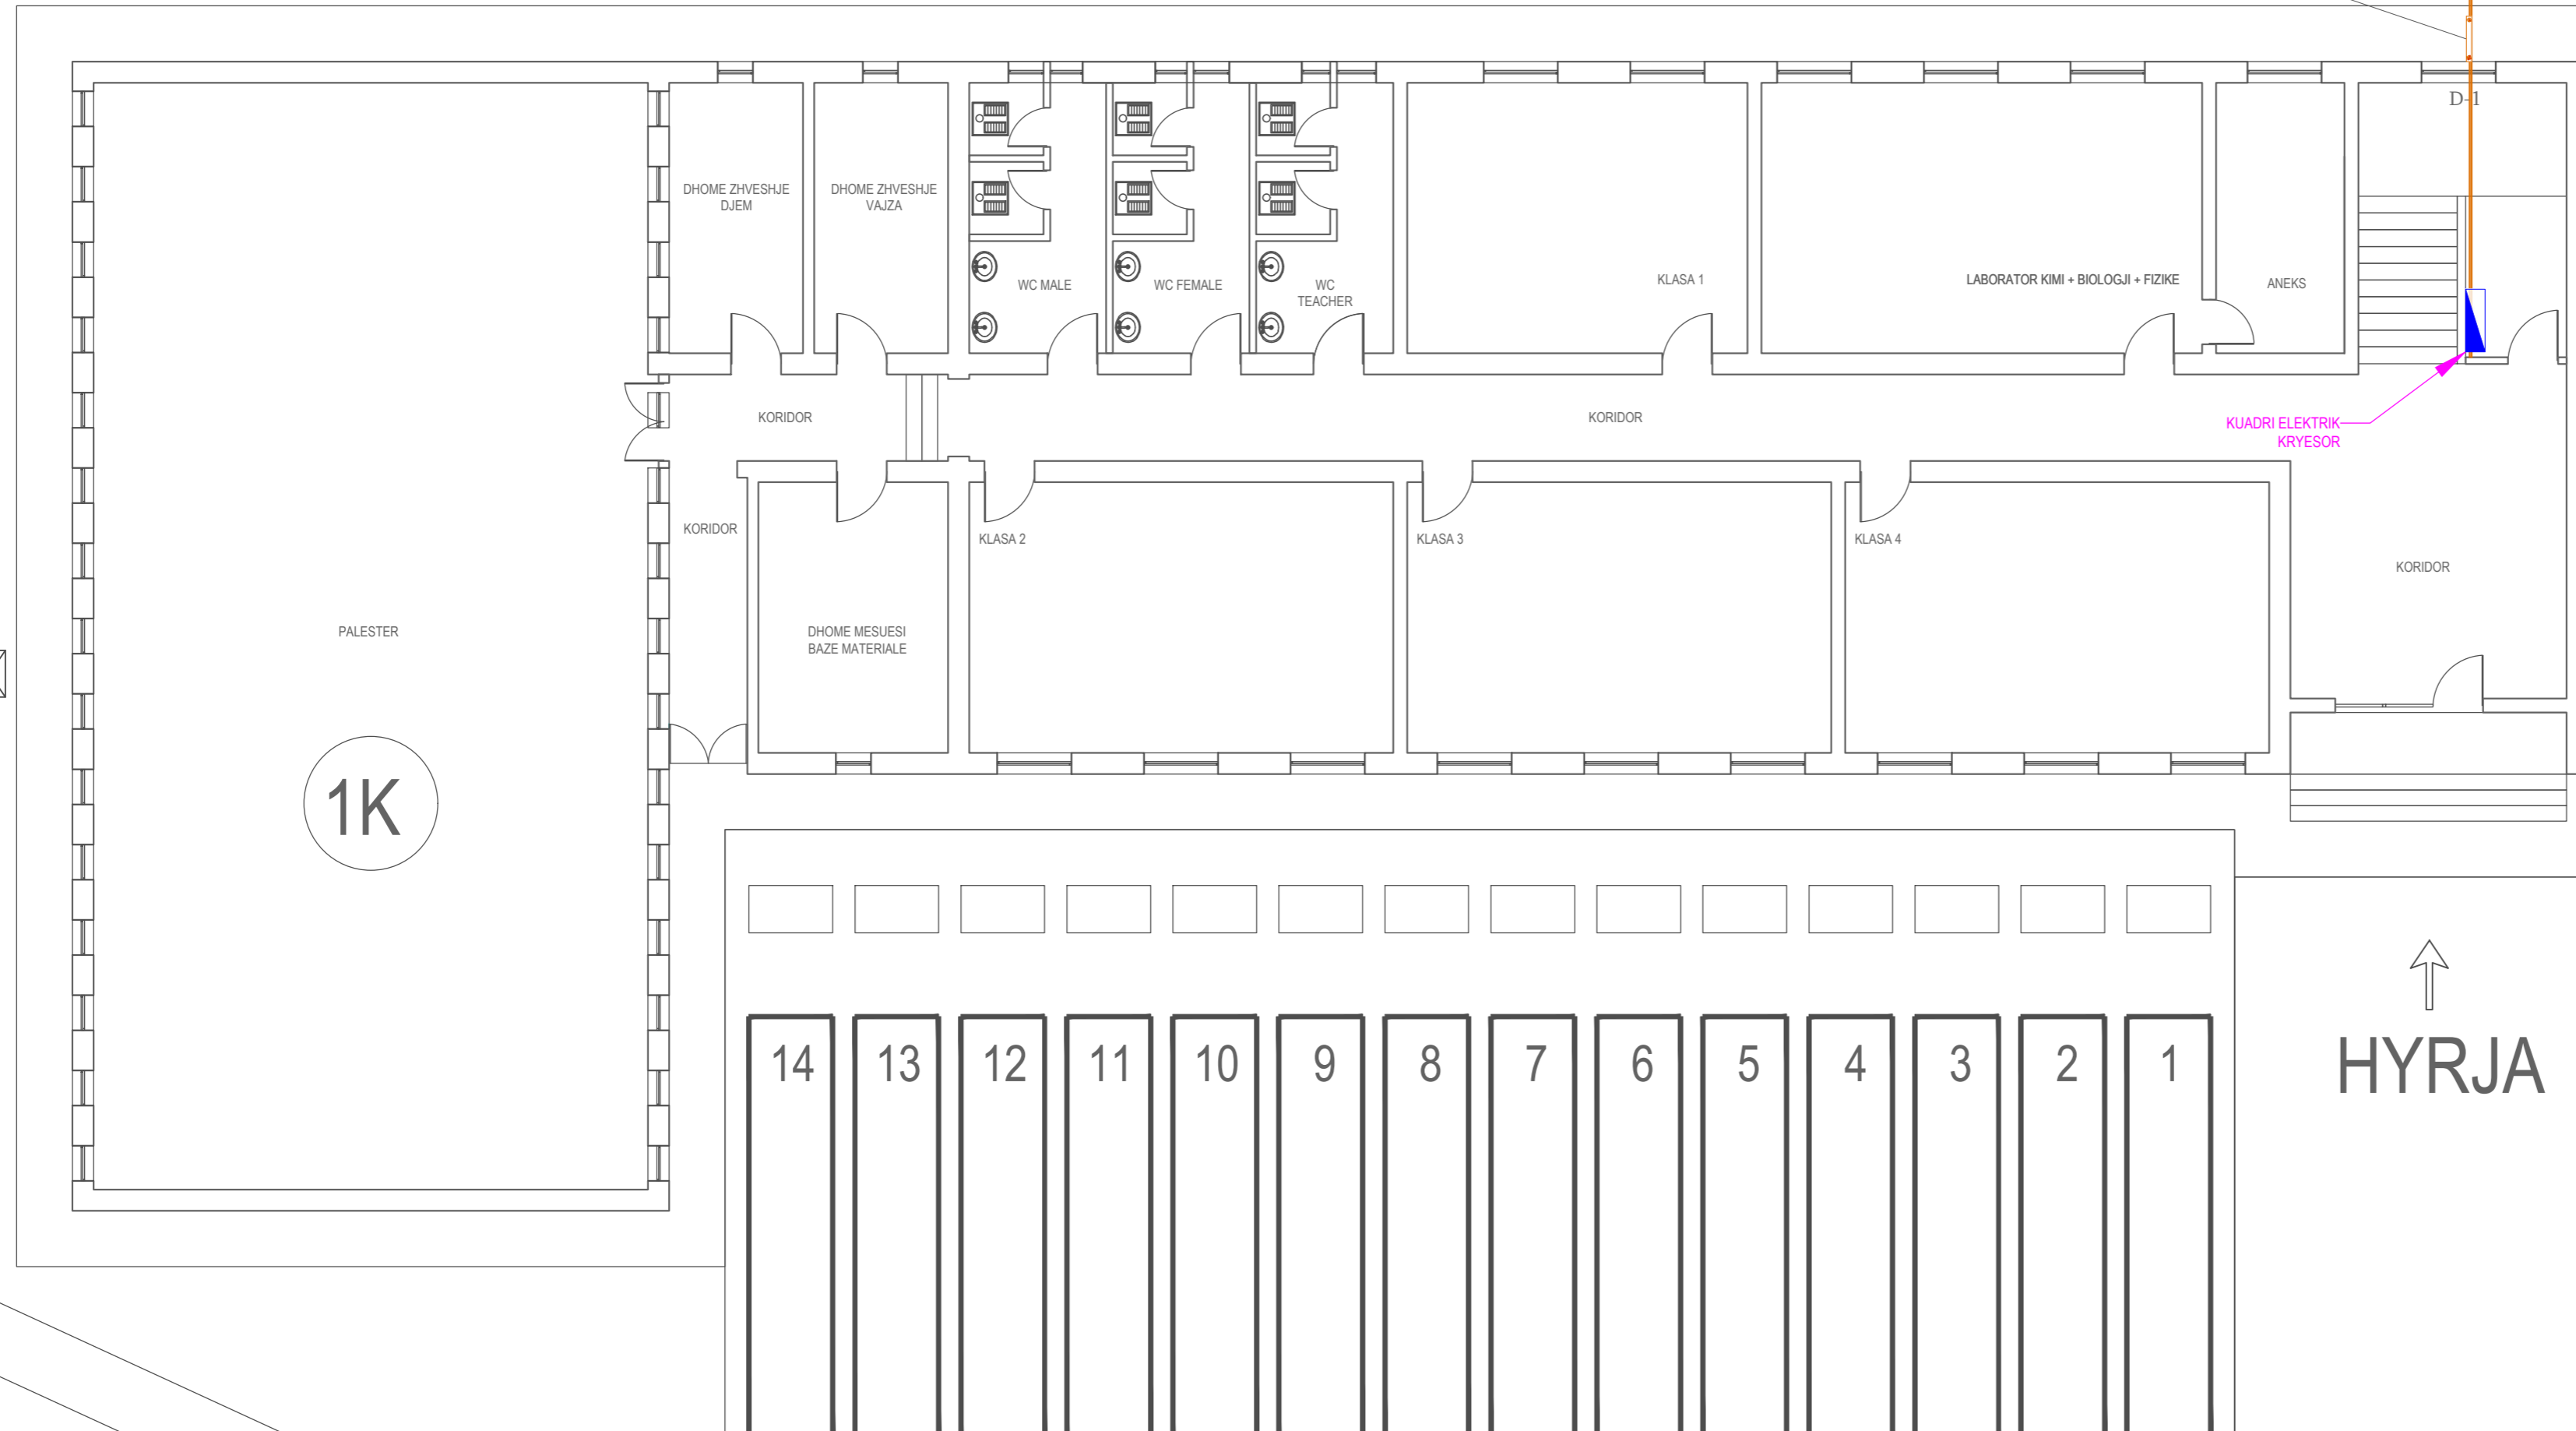 D-1
DHOME ZHVESHJE
DJEM
DHOME ZHVESHJE
VAJZA
WC MALE
WC FEMALE
WC
TEACHER
KLASA 1
LABORATOR KIMI + BIOLOGJI + FIZIKE
ANEKS
KORIDOR
KORIDOR
KUADRI ELEKTRIK
KRYESOR
KORIDOR
KLASA 2
KLASA 3
KLASA 4
KORIDOR
PALESTER
DHOME MESUESI
BAZE MATERIALE
1K
14 13 12 11 10 9 8 7 6 5 4 3 2 1
HYRJA